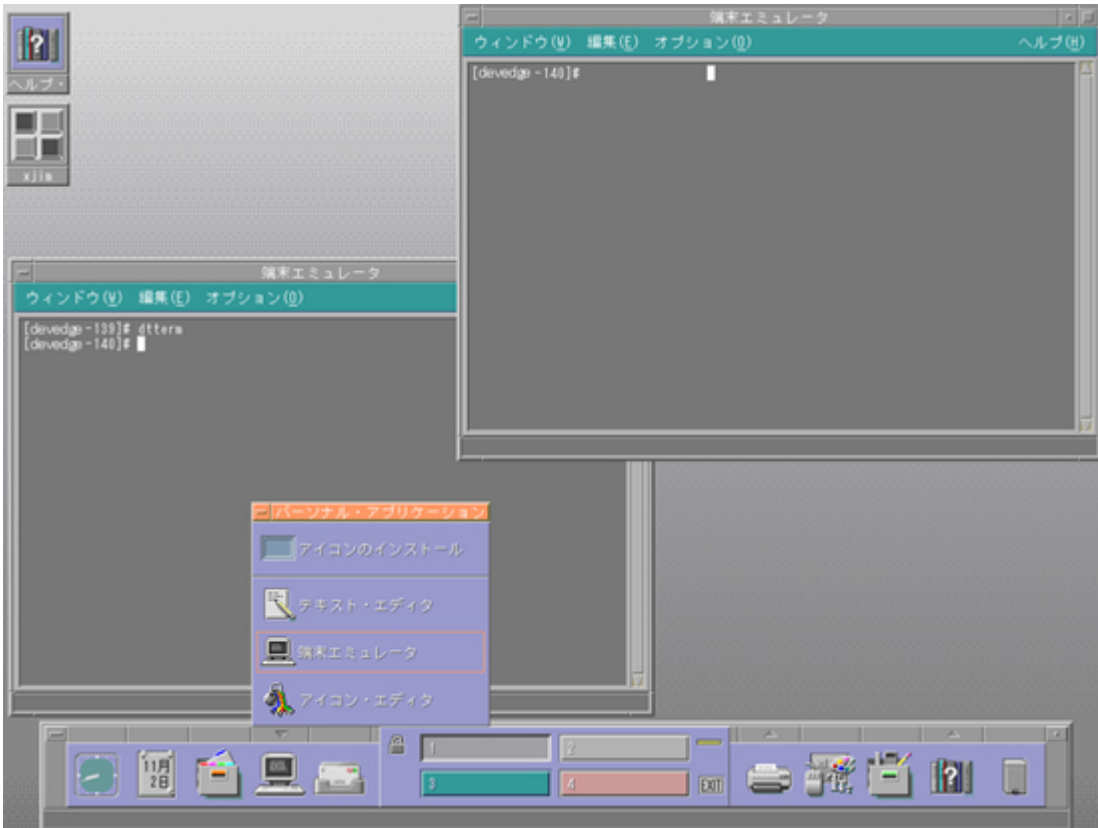 端末エミュレータ
ウィンドウ(W) 編集(E) オプション(O) ヘルプ(H)
[devedge-140]#
ヘルプ・
xjim
端末エミュレータ
ウィンドウ(W) 編集(E) オプション(O)
[devedge-139]# dtterm
[devedge-140]#
パーソナル・アプリケーション
アイコンのインストール
テキスト・エディタ
端末エミュレータ
アイコン・エディタ
11月
2日
1
2
3
4
EXIT